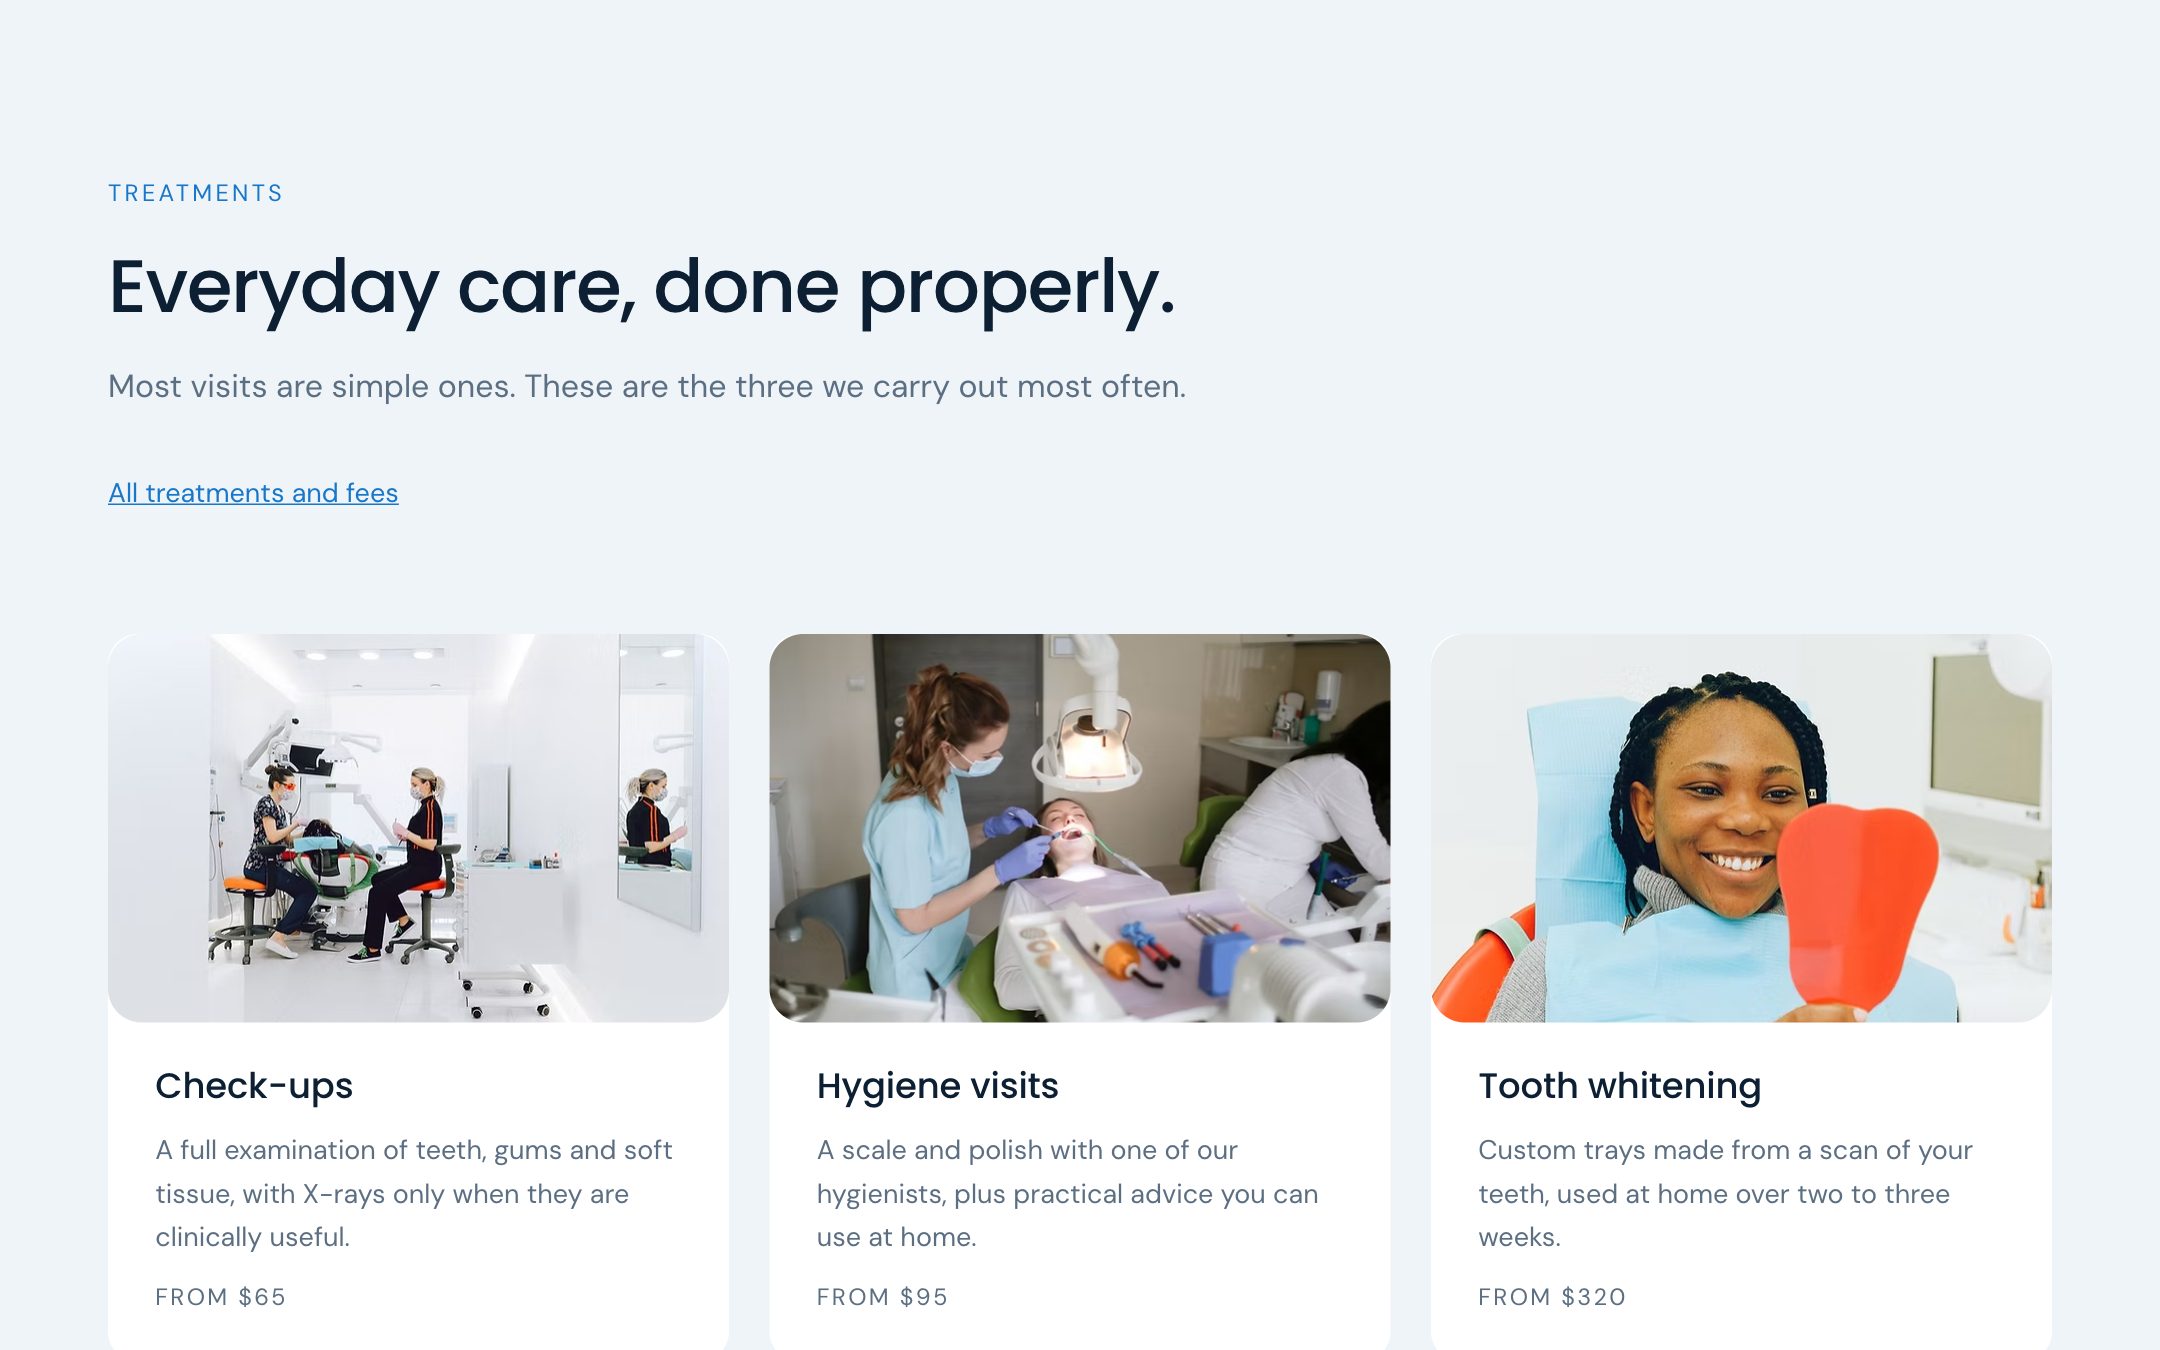 TREATMENTS
Everyday care, done properly.
Most visits are simple ones. These are the three we carry out most often.
All treatments and fees
Check-ups
A full examination of teeth, gums and soft
tissue, with X-rays only when they are
clinically useful.
FROM $65
Hygiene visits
A scale and polish with one of our
hygienists, plus practical advice you can
use at home.
FROM $95
Tooth whitening
Custom trays made from a scan of your
teeth, used at home over two to three
weeks.
FROM $320